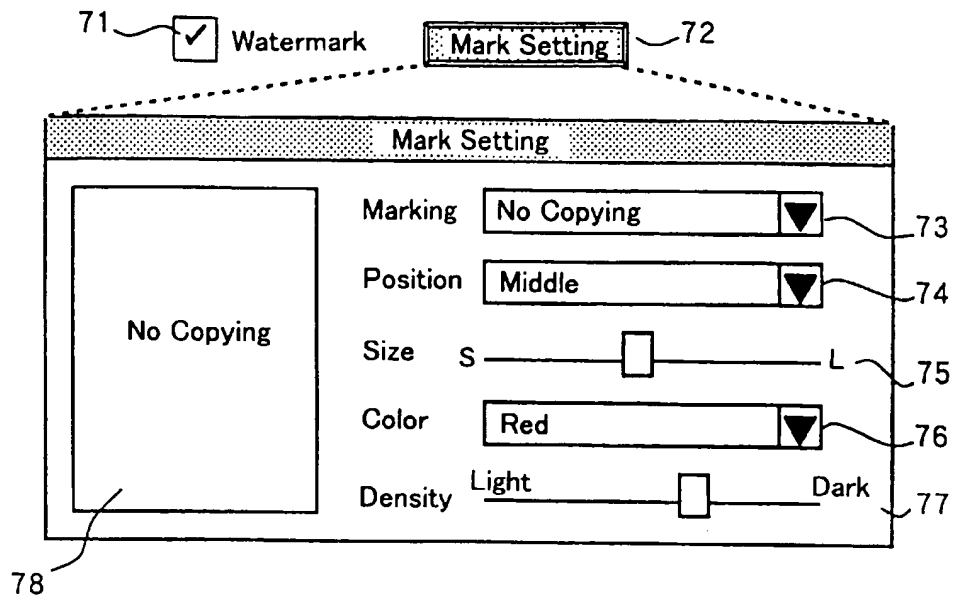 71 ✓ Watermark Mark Setting 72
Mark Setting
Marking No Copying 73
Position Middle 74
No Copying
Size S L 75
Color Red 76
Density Light Dark 77
78